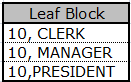 Leaf Block
10, CLERK
10, MANAGER
10,PRESIDENT